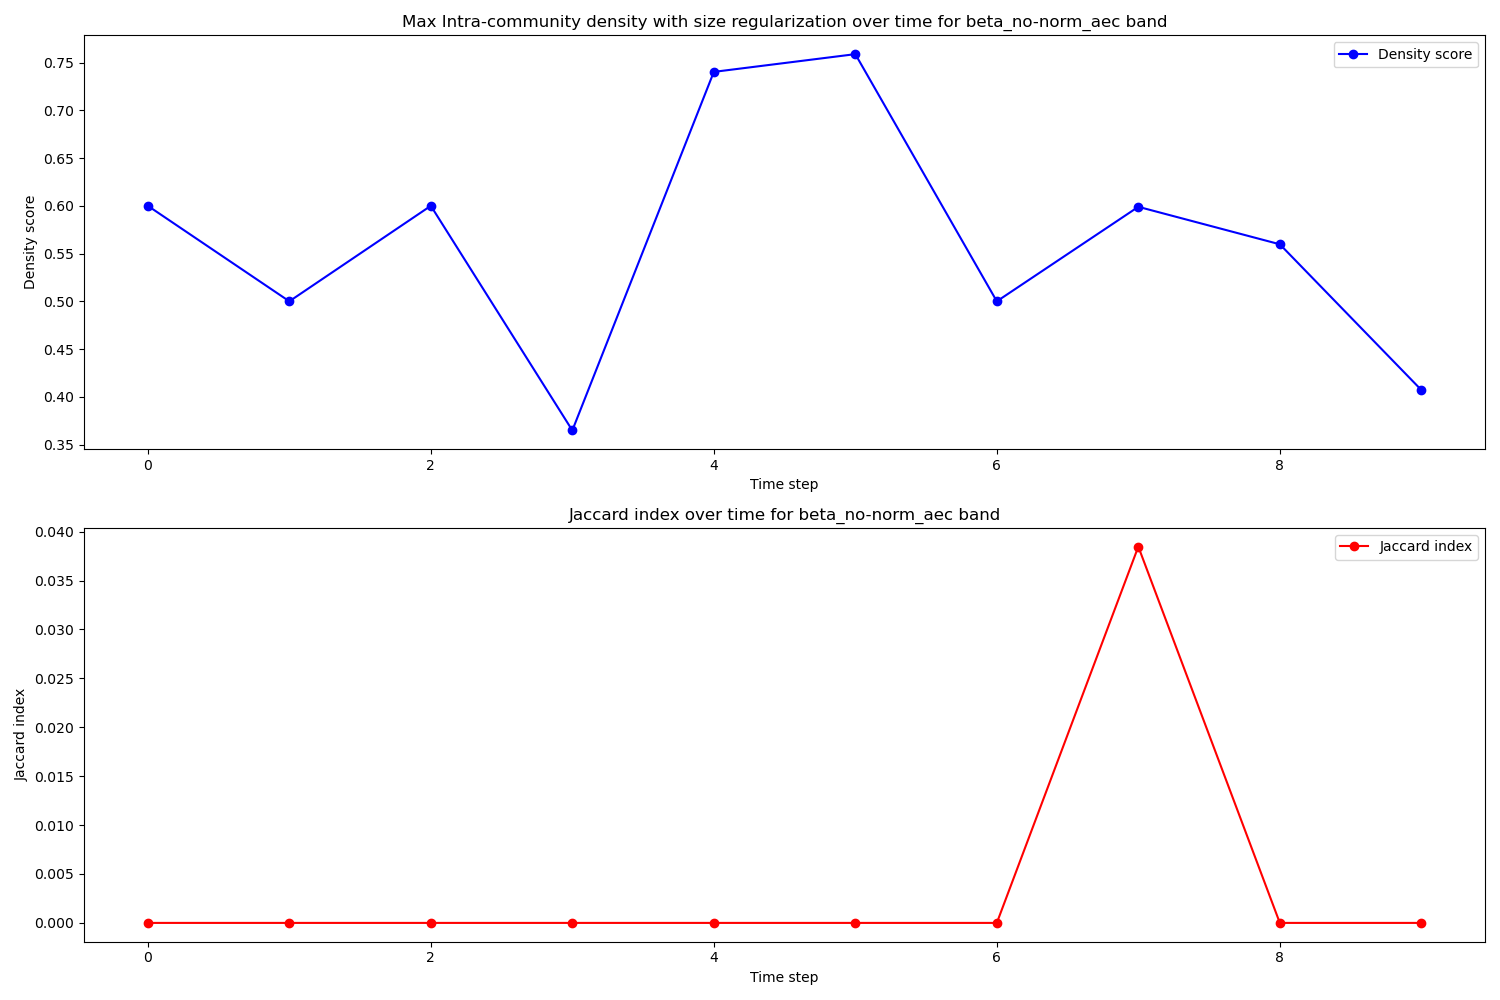 Max Intra-community density with size regularization over time for beta_no-norm_aec band
Density score
0.75
0.70
0.65
0.60
0.55
0.50
0.45
0.40
0.35
Density score
0 2 4 6 8
Time step
Jaccard index over time for beta_no-norm_aec band
Jaccard index
0.040
0.035
0.030
0.025
0.020
0.015
0.010
0.005
0.000
Jaccard index
0 2 4 6 8
Time step